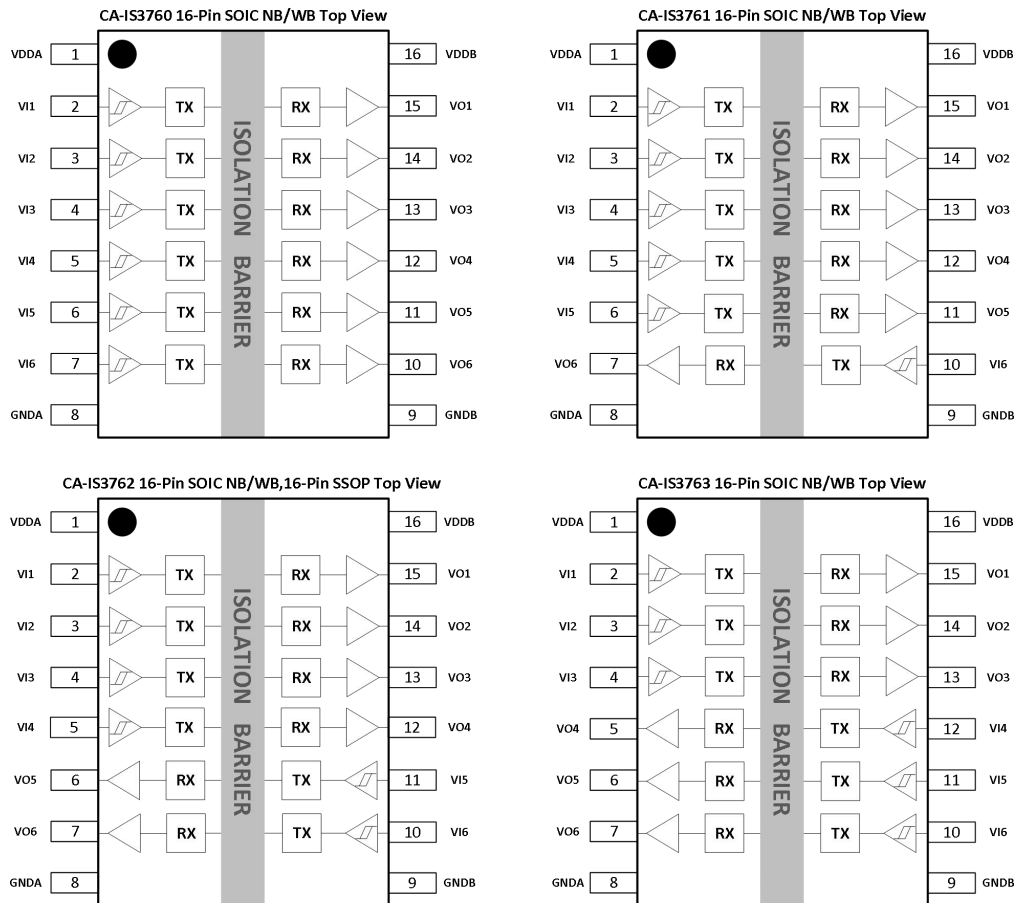 CA-IS3760 16-Pin SOIC NB/WB Top View
VDDA 1 16 VDDB
VI1 2 TX RX 15 VO1
VI2 3 TX RX 14 VO2
VI3 4 TX RX 13 VO3
VI4 5 TX RX 12 VO4
VI5 6 TX RX 11 VO5
VI6 7 TX RX 10 VO6
GNDA 8 9 GNDB
ISOLATION BARRIER
CA-IS3761 16-Pin SOIC NB/WB Top View
VDDA 1 16 VDDB
VI1 2 TX RX 15 VO1
VI2 3 TX RX 14 VO2
VI3 4 TX RX 13 VO3
VI4 5 TX RX 12 VO4
VI5 6 TX RX 11 VO5
VO6 7 RX TX 10 VI6
GNDA 8 9 GNDB
ISOLATION BARRIER
CA-IS3762 16-Pin SOIC NB/WB,16-Pin SSOP Top View
VDDA 1 16 VDDB
VI1 2 TX RX 15 VO1
VI2 3 TX RX 14 VO2
VI3 4 TX RX 13 VO3
VI4 5 TX RX 12 VO4
VO5 6 RX TX 11 VI5
VO6 7 RX TX 10 VI6
GNDA 8 9 GNDB
ISOLATION BARRIER
CA-IS3763 16-Pin SOIC NB/WB Top View
VDDA 1 16 VDDB
VI1 2 TX RX 15 VO1
VI2 3 TX RX 14 VO2
VI3 4 TX RX 13 VO3
VO4 5 RX TX 12 VI4
VO5 6 RX TX 11 VI5
VO6 7 RX TX 10 VI6
GNDA 8 9 GNDB
ISOLATION BARRIER